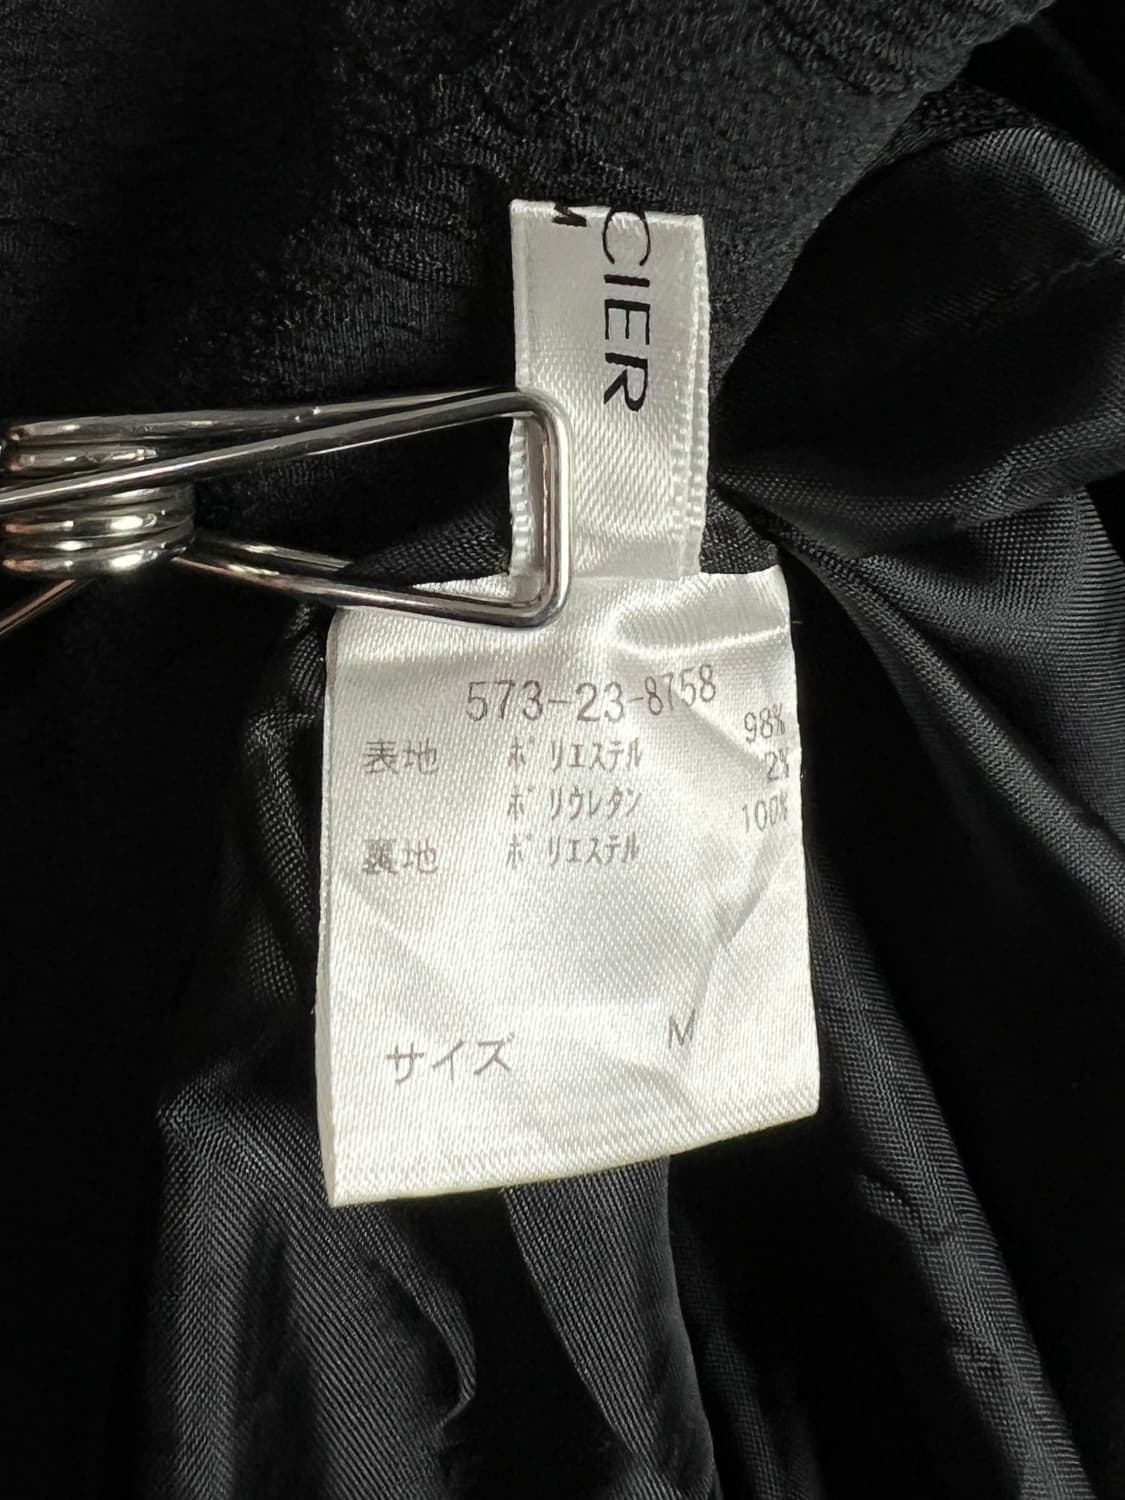 CIER
M
573-23-8758
表地 ポリエステル 98%
ポリウレタン 2%
裏地 ポリエステル 100%
サイズ M